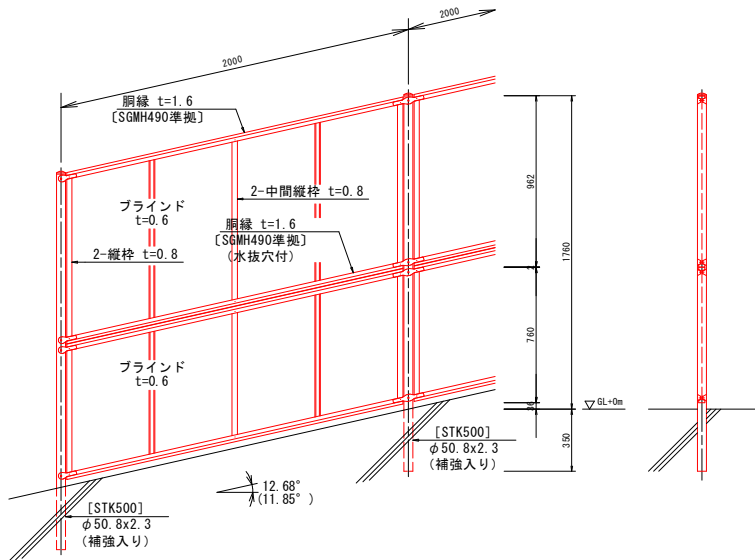 2000
2000
胴縁 t=1.6
〔SGMH490準拠〕
2-中間縦枠 t=0.8
ブラインド
t=0.6
胴縁 t=1.6
〔SGMH490準拠〕
(水抜穴付)
2-縦枠 t=0.8
ブラインド
t=0.6
962
1760
2
760
36
350
GL+0m
[STK500]
φ50.8x2.3
(補強入り)
12.68°
(11.85°)
[STK500]
φ50.8x2.3
(補強入り)